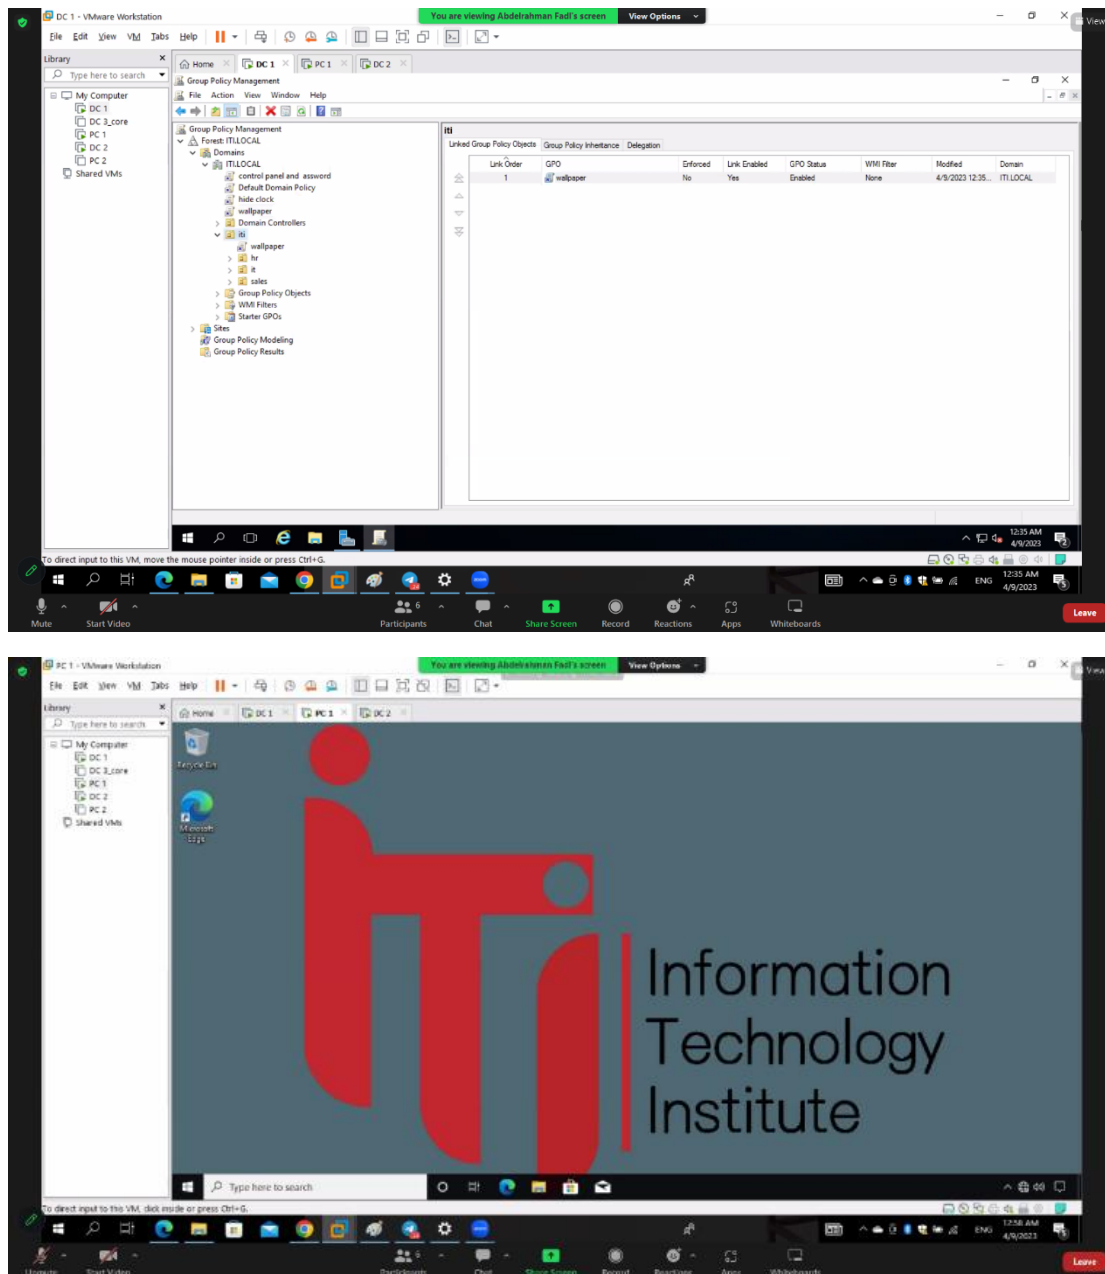 DC 1 - VMware Workstation
You are viewing Abdelrahman Fadl's screen
View Options
View
File Edit View VM Tabs Help
Library
Type here to search
Home
DC 1
PC 1
DC 2
My Computer
DC 1
DC 3_core
PC 1
DC 2
PC 2
Shared VMs
Group Policy Management
File Action View Window Help
Group Policy Management
Forest: ITI.LOCAL
Domains
ITI.LOCAL
control panel and assword
Default Domain Policy
hide clock
wallpaper
Domain Controllers
iti
wallpaper
hr
it
sales
Group Policy Objects
WMI Filters
Starter GPOs
Sites
Group Policy Modeling
Group Policy Results
iti
Linked Group Policy Objects Group Policy Inheritance Delegation
Link Order GPO Enforced Link Enabled GPO Status WMI Filter Modified Domain
1 wallpaper No Yes Enabled None 4/9/2023 12:35... ITI.LOCAL
12:35 AM
4/9/2023
To direct input to this VM, move the mouse pointer inside or press Ctrl+G.
ENG
12:35 AM
4/9/2023
Mute
Start Video
6
Participants
Chat
Share Screen
Record
Reactions
Apps
Whiteboards
Leave
PC 1 - VMware Workstation
You are viewing Abdelrahman Fadl's screen
View Options
View
File Edit View VM Tabs Help
Library
Type here to search
Home
DC 1
PC 1
DC 2
My Computer
DC 1
DC 3_core
PC 1
DC 2
PC 2
Shared VMs
Recycle Bin
Microsoft
Edge
iTi
Information
Technology
Institute
Type here to search
To direct input to this VM, click inside or press Ctrl+G.
ENG
12:58 AM
4/9/2023
6
Unmute
Start Video
Participants
Chat
Share Screen
Record
Reactions
Apps
Whiteboards
Leave